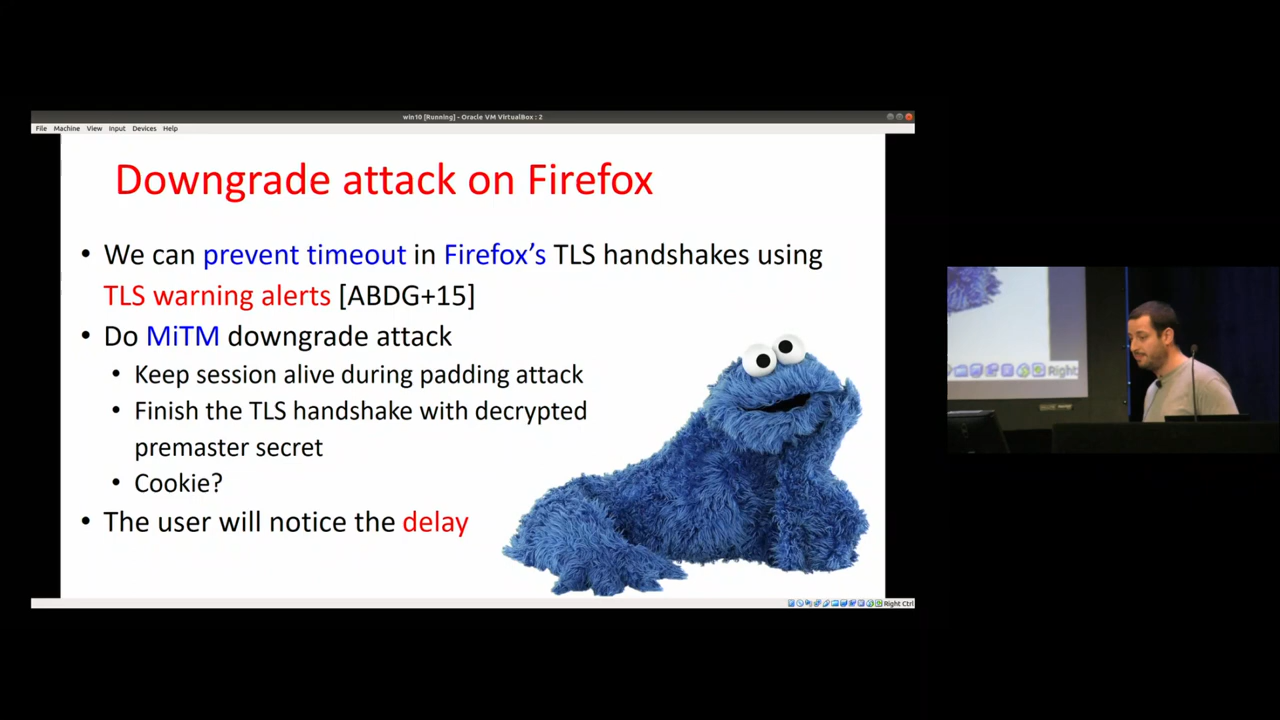 win10 [Running] - Oracle VM VirtualBox : 2
File Machine View Input Devices Help
Downgrade attack on Firefox
• We can prevent timeout in Firefox's TLS handshakes using
TLS warning alerts [ABDG+15]
• Do MiTM downgrade attack
• Keep session alive during padding attack
• Finish the TLS handshake with decrypted
premaster secret
• Cookie?
• The user will notice the delay
Right Ctrl
Right